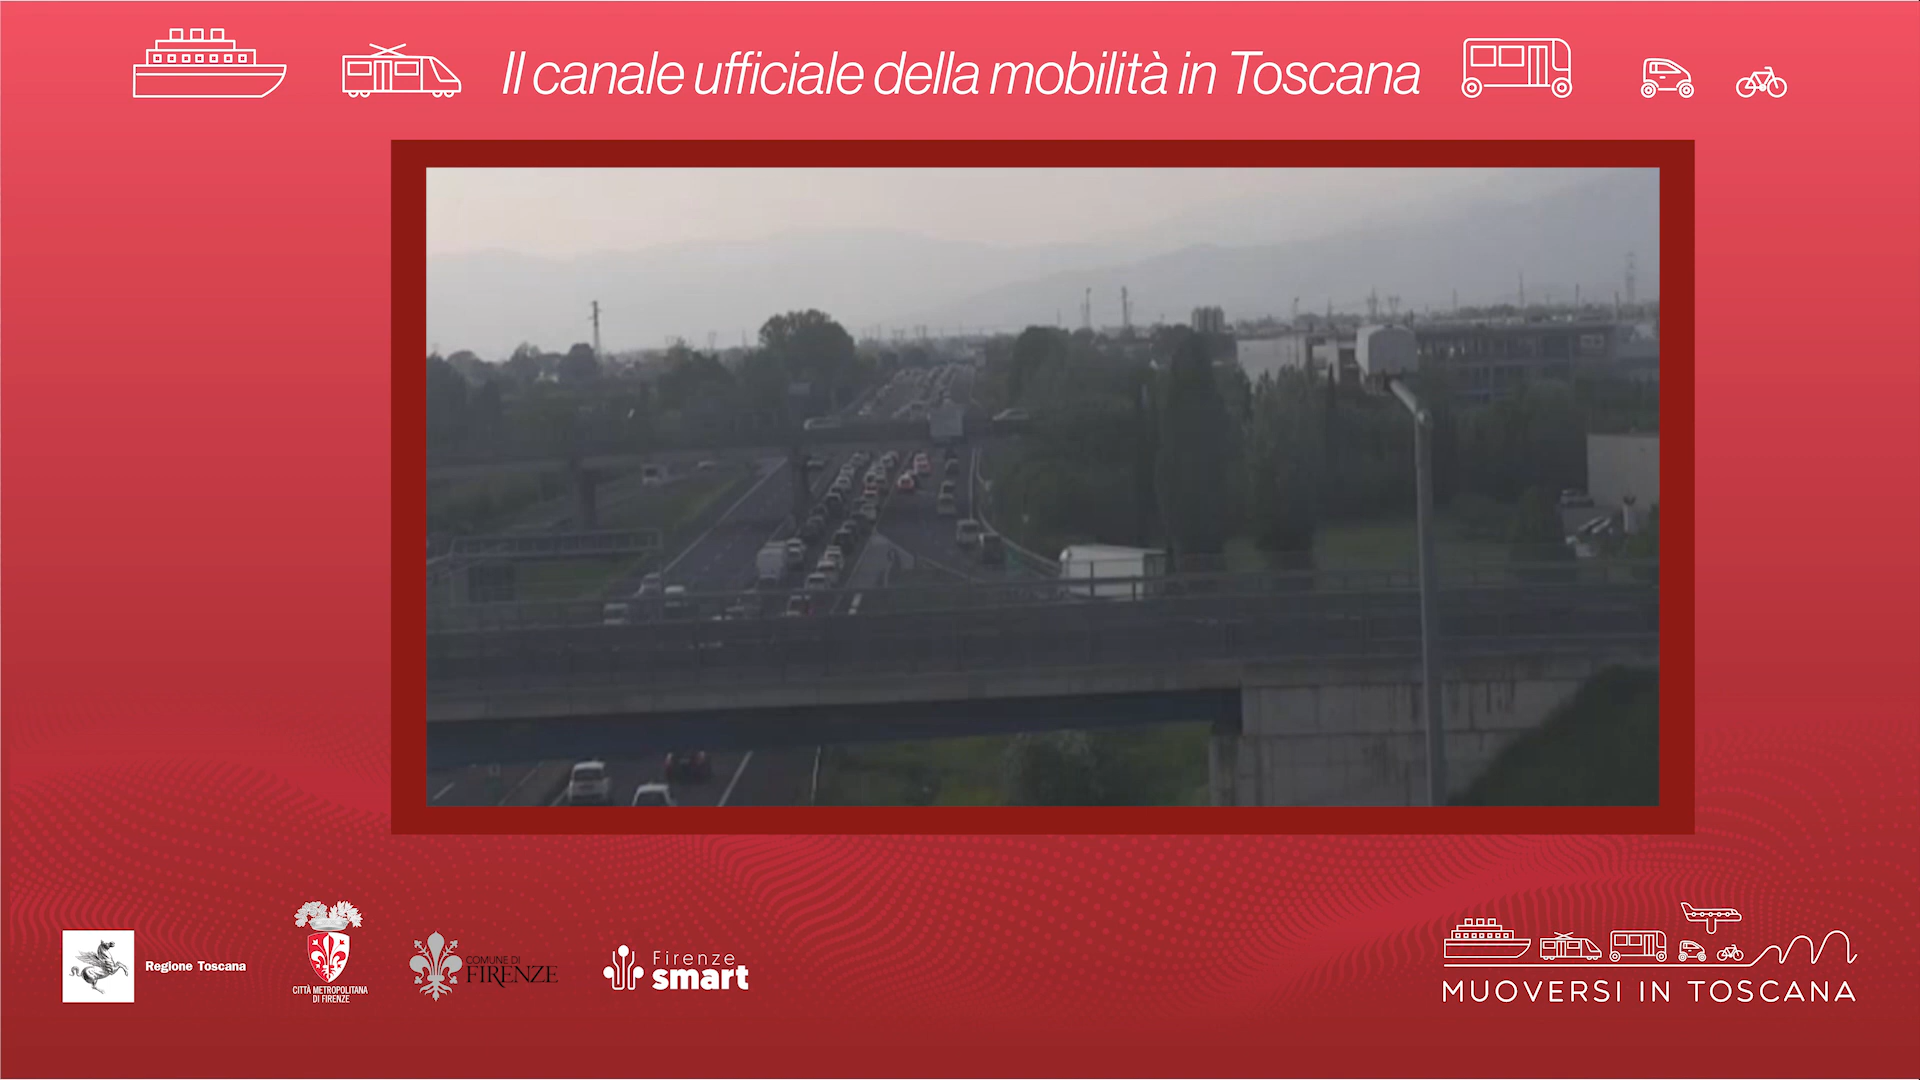 Il canale ufficiale della mobilità in Toscana
Regione Toscana
CITTÀ METROPOLITANA
DI FIRENZE
COMUNE DI
FIRENZE
Firenze
smart
MUOVERSI IN TOSCANA